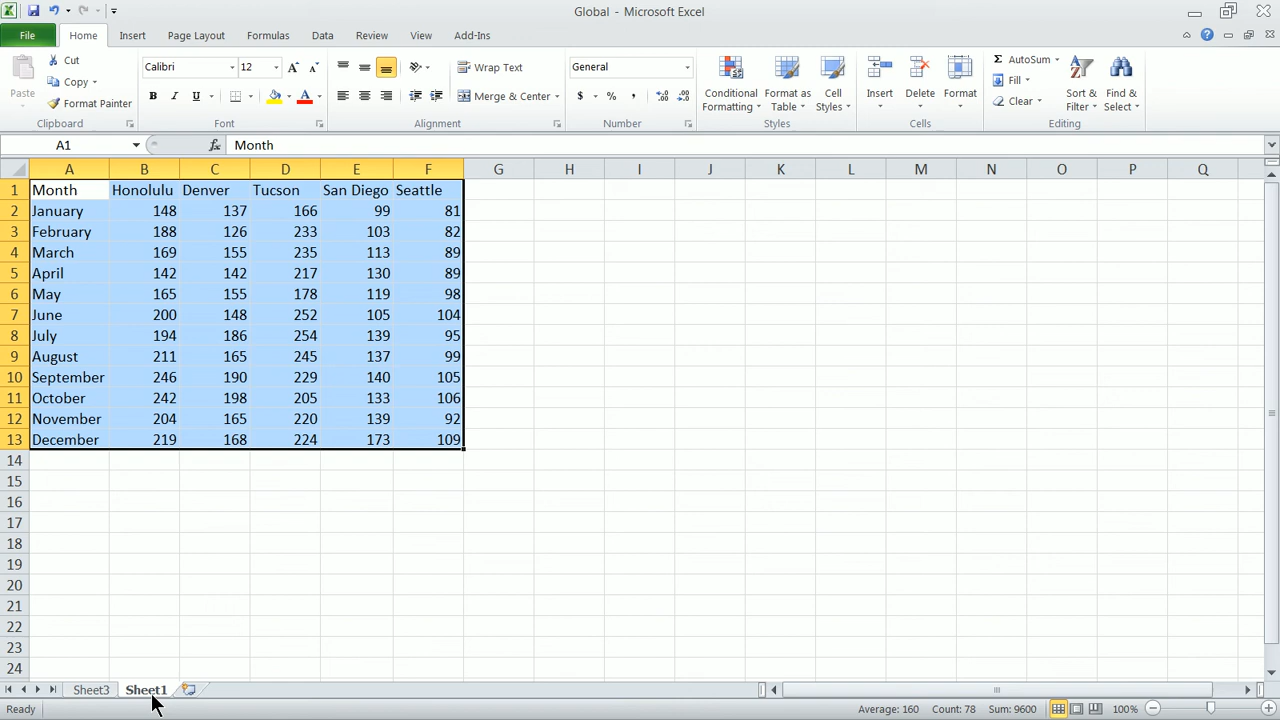 Global - Microsoft Excel
File Home Insert Page Layout Formulas Data Review View Add-Ins
Paste Cut Copy Format Painter Clipboard
Calibri 12 A A B I U A Font
Wrap Text Merge & Center Alignment
General $ % , .0 .00 .00 .0 Number
Conditional Formatting Format as Table Cell Styles Styles
Insert Delete Format Cells
Σ AutoSum Fill Clear Sort & Filter Find & Select Editing
A1 fx Month
A B C D E F G H I J K L M N O P Q
1 Month Honolulu Denver Tucson San Diego Seattle
2 January 148 137 166 99 81
3 February 188 126 233 103 82
4 March 169 155 235 113 89
5 April 142 142 217 130 89
6 May 165 155 178 119 98
7 June 200 148 252 105 104
8 July 194 186 254 139 95
9 August 211 165 245 137 99
10 September 246 190 229 140 105
11 October 242 198 205 133 106
12 November 204 165 220 139 92
13 December 219 168 224 173 109
14
15
16
17
18
19
20
21
22
23
24
Sheet3 Sheet1
Ready Average: 160 Count: 78 Sum: 9600 100%